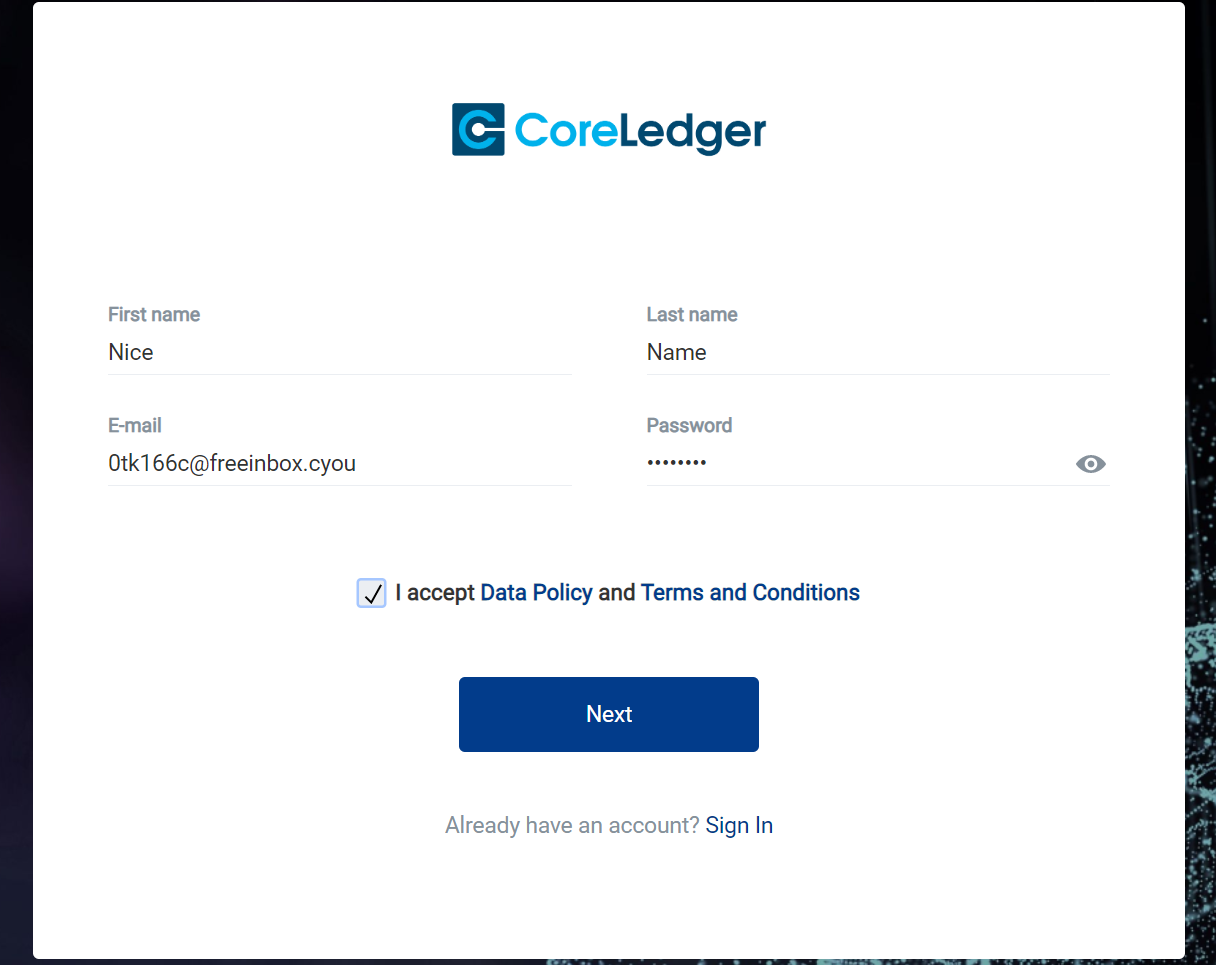 CoreLedger
First name
Last name
Nice
Name
E-mail
Password
0tk166c@freeinbox.cyou
••••••••
I accept Data Policy and Terms and Conditions
Next
Already have an account? Sign In